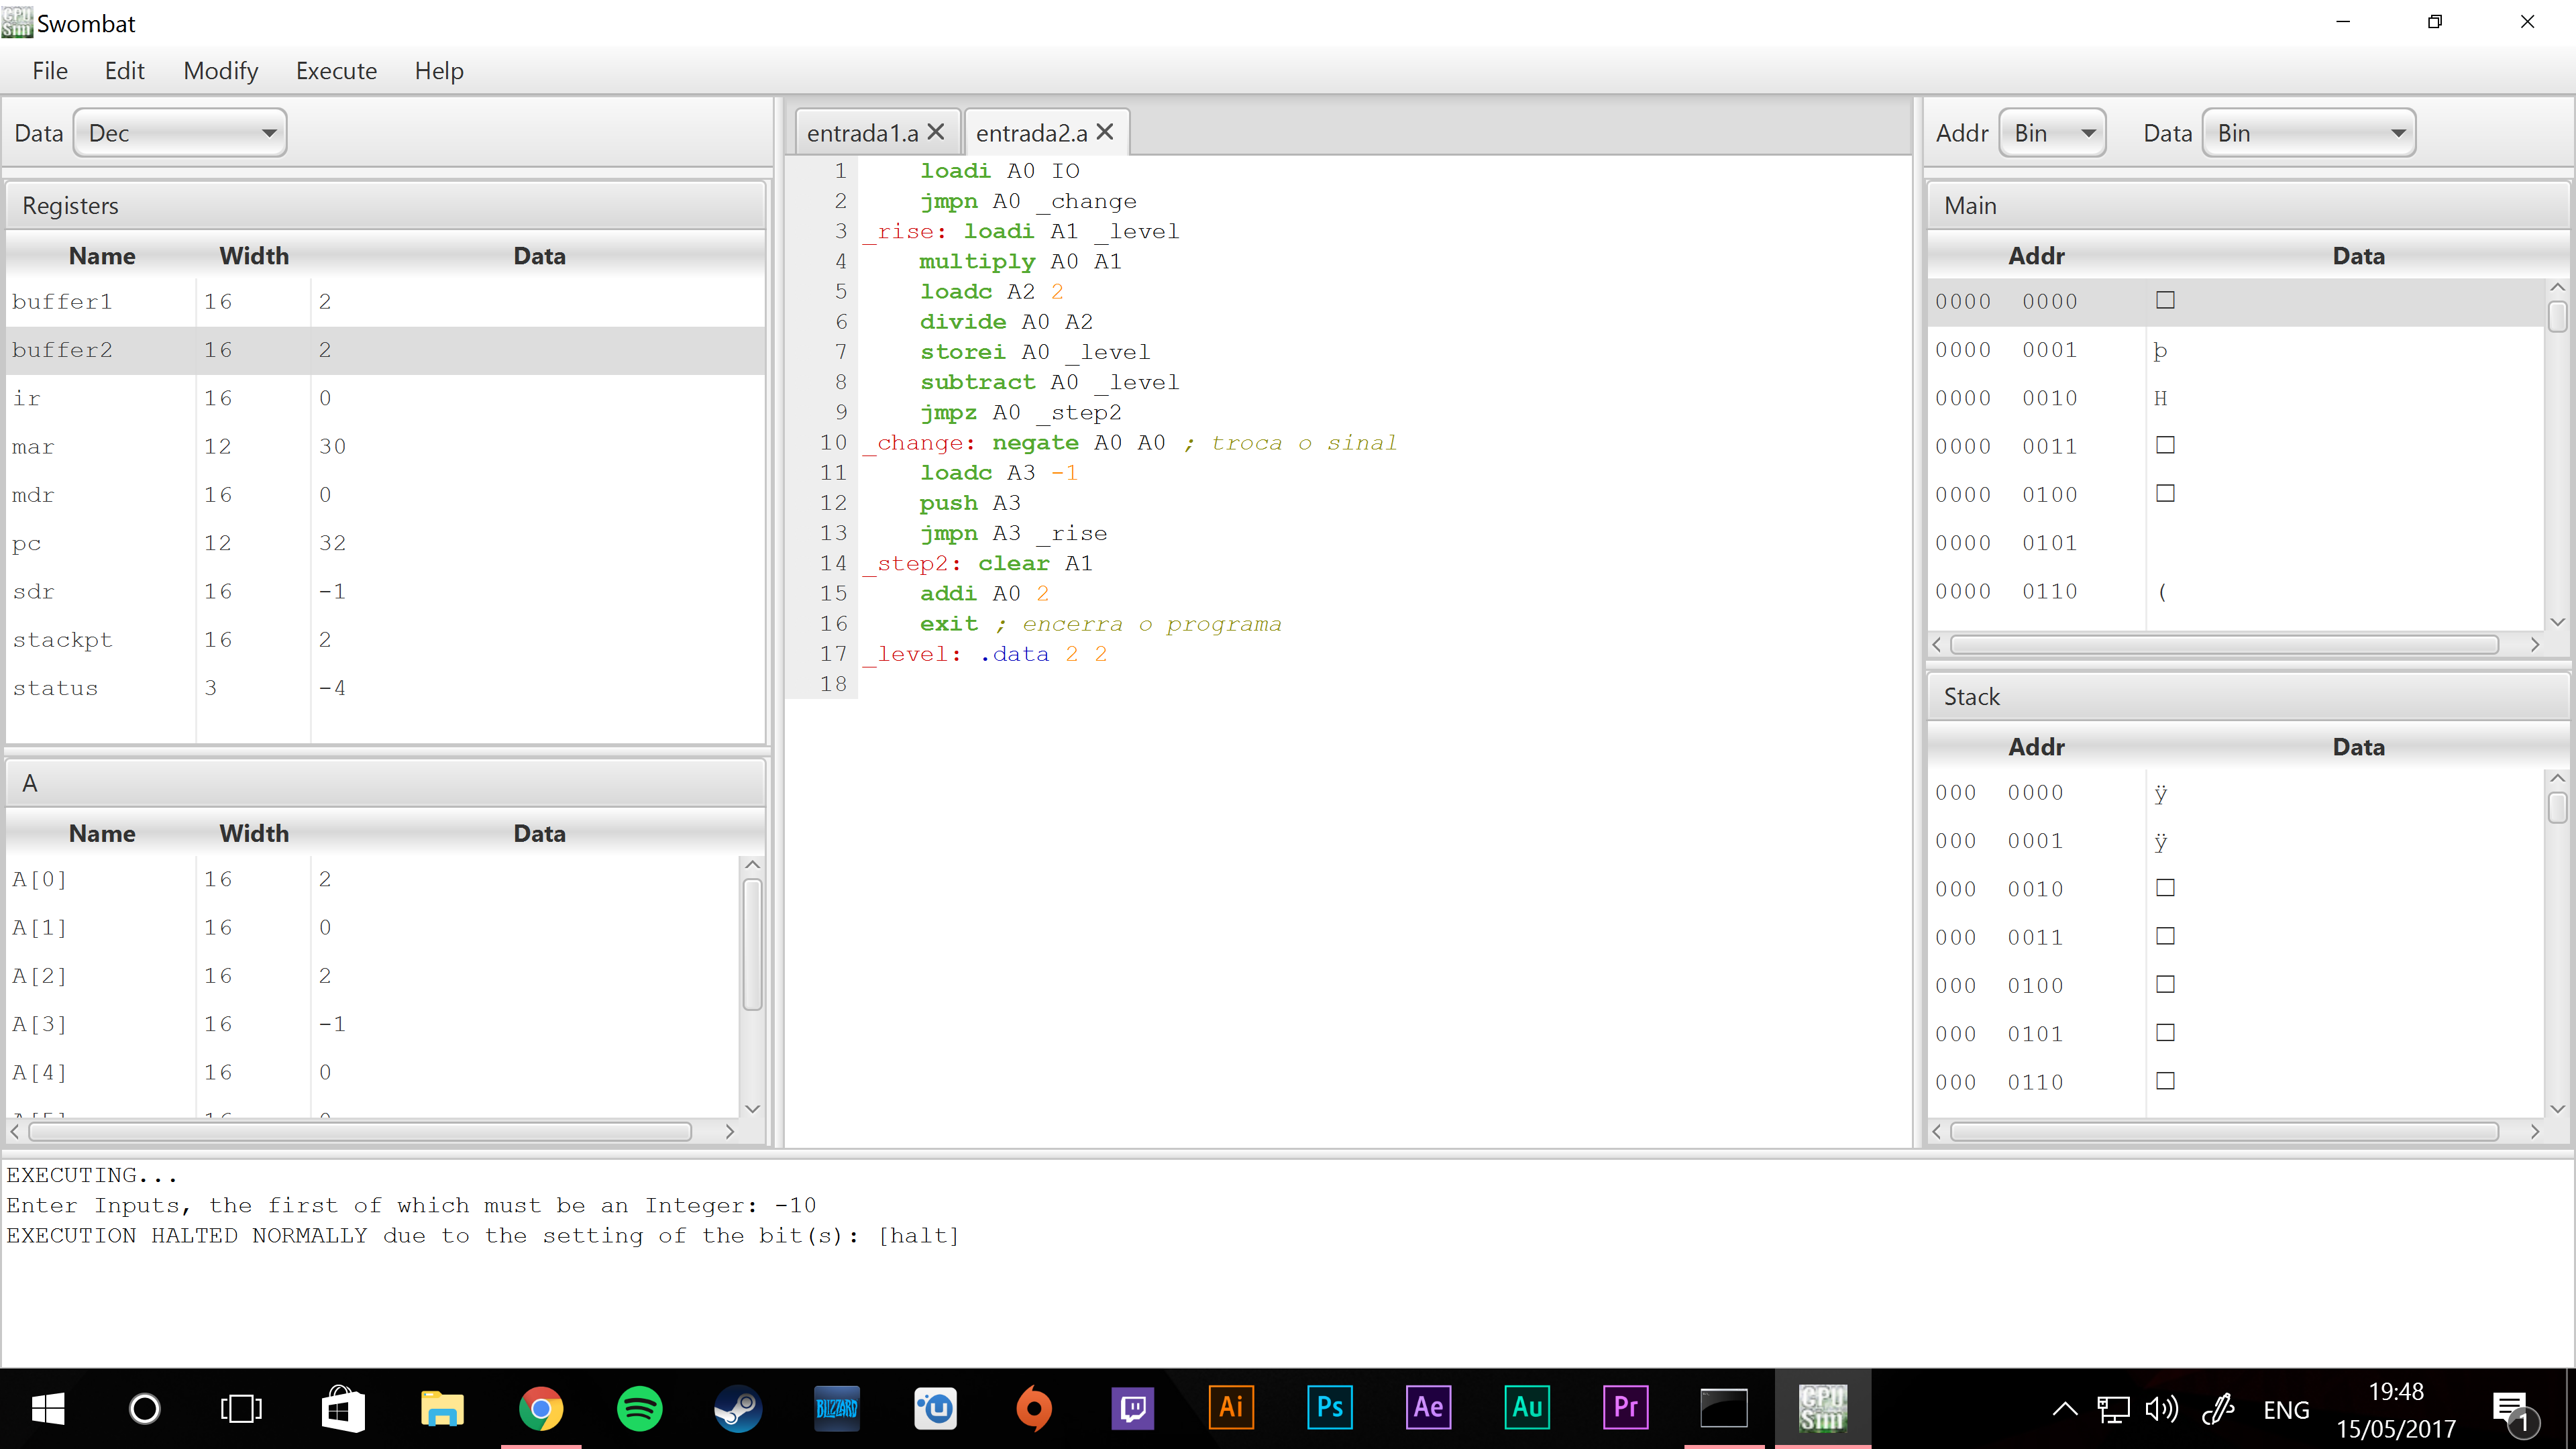 Swombat
File Edit Modify Execute Help
Data Dec
Registers
Name Width Data
buffer1 16 2
buffer2 16 2
ir 16 0
mar 12 30
mdr 16 0
pc 12 32
sdr 16 -1
stackpt 16 2
status 3 -4
A
Name Width Data
A[0] 16 2
A[1] 16 0
A[2] 16 2
A[3] 16 -1
A[4] 16 0
entrada1.a entrada2.a
1 loadi A0 IO
2 jmpn A0 _change
3 _rise: loadi A1 _level
4 multiply A0 A1
5 loadc A2 2
6 divide A0 A2
7 storei A0 _level
8 subtract A0 _level
9 jmpz A0 _step2
10 _change: negate A0 A0 ; troca o sinal
11 loadc A3 -1
12 push A3
13 jmpn A3 _rise
14 _step2: clear A1
15 addi A0 2
16 exit ; encerra o programa
17 _level: .data 2 2
18
Addr Bin Data Bin
Main
Addr Data
0000 0000 □
0000 0001 þ
0000 0010 H
0000 0011 □
0000 0100 □
0000 0101
0000 0110 (
Stack
Addr Data
000 0000 ÿ
000 0001 ÿ
000 0010 □
000 0011 □
000 0100 □
000 0101 □
000 0110 □
EXECUTING...
Enter Inputs, the first of which must be an Integer: -10
EXECUTION HALTED NORMALLY due to the setting of the bit(s): [halt]
BLIZZARD Ai Ps Ae Au Pr CPU Sim
ENG
19:48
15/05/2017
1